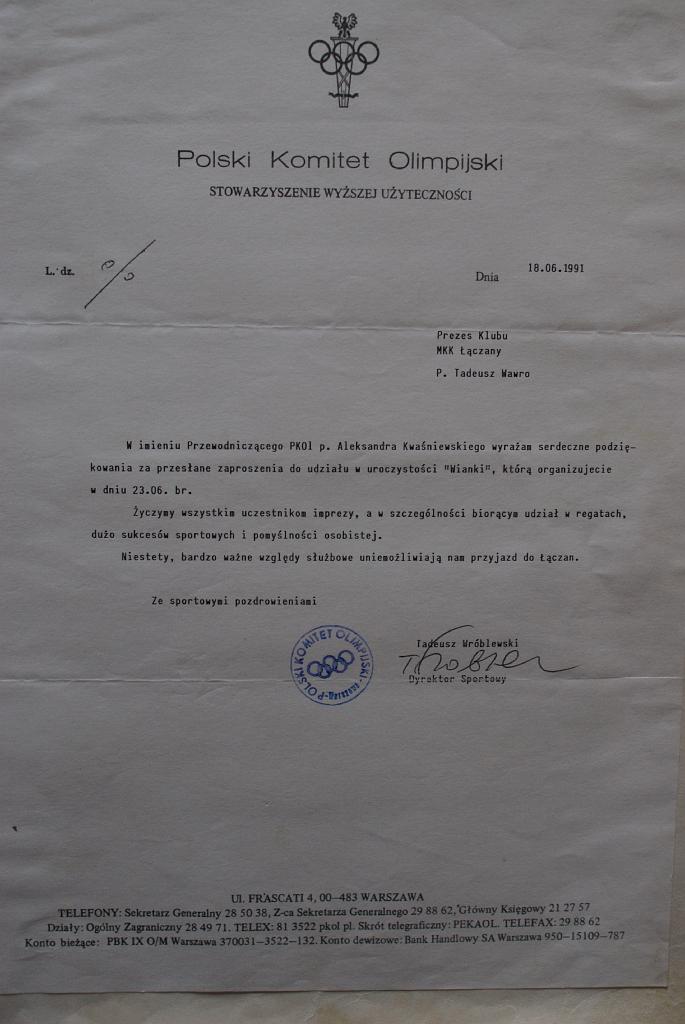 Polski Komitet Olimpijski
STOWARZYSZENIE WYŻSZEJ UŻYTECZNOŚCI
L. dz.
Dnia 18.06.1991
Prezes Klubu
MKK Łączany
P. Tadeusz Wawro
W imieniu Przewodniczącego PKOl p. Aleksandra Kwaśniewskiego wyrażam serdeczne podzię-
kowania za przesłane zaproszenia do udziału w uroczystości "Wianki", którą organizujecie
w dniu 23.06. br.
Życzymy wszystkim uczestnikom imprezy, a w szczególności biorącym udział w regatach,
dużo sukcesów sportowych i pomyślności osobistej.
Niestety, bardzo ważne względy służbowe uniemożliwiają nam przyjazd do Łączan.
Ze sportowymi pozdrowieniami
POLSKI KOMITET OLIMPIJSKI - Warszawa -
Tadeusz Wróblewski
Dyrektor Sportowy
Ul. FRASCATI 4, 00—483 WARSZAWA
TELEFONY: Sekretarz Generalny 28 50 38, Z-ca Sekretarza Generalnego 29 88 62, Główny Księgowy 21 27 57
Działy: Ogólny Zagraniczny 28 49 71. TELEX: 81 3522 pkol pl. Skrót telegraficzny: PEKAOL. TELEFAX: 29 88 62
Konto bieżące: PBK IX O/M Warszawa 370031—3522—132. Konto dewizowe: Bank Handlowy SA Warszawa 950—15109—787